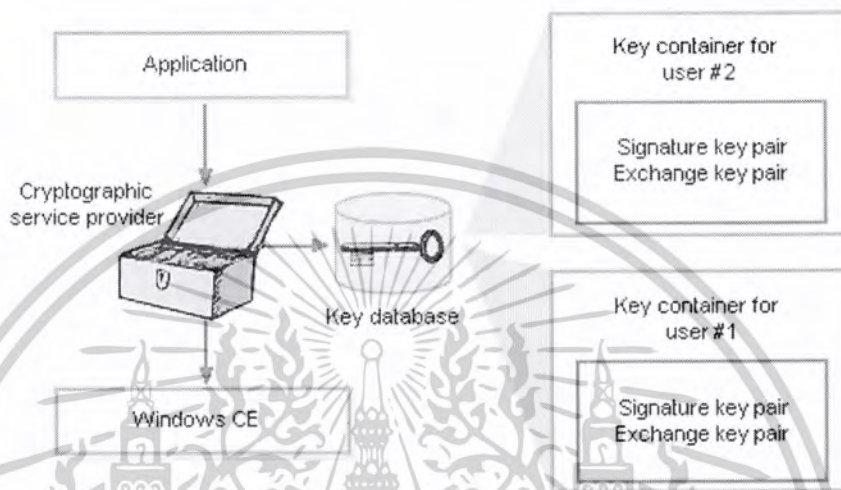 Application
Cryptographic
service provider
Key database
Windows CE
Key container for
user #2
Signature key pair
Exchange key pair
Key container for
user #1
Signature key pair
Exchange key pair